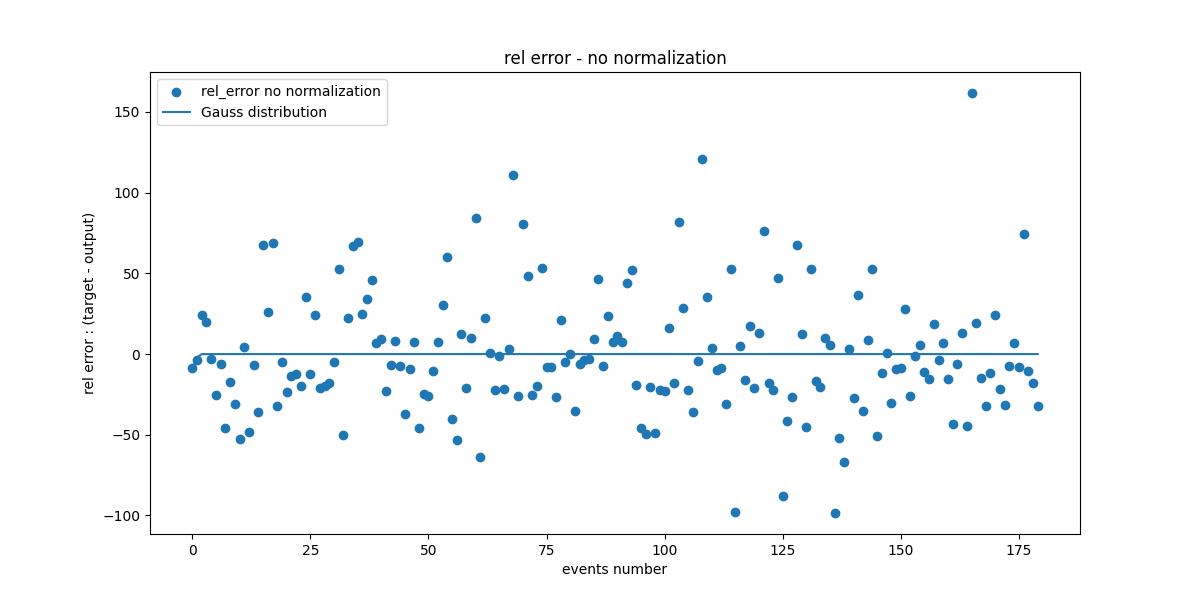 rel error - no normalization
rel_error no normalization
Gauss distribution
150
100
50
0
−50
−100
rel error : (target - output)
0 25 50 75 100 125 150 175
events number